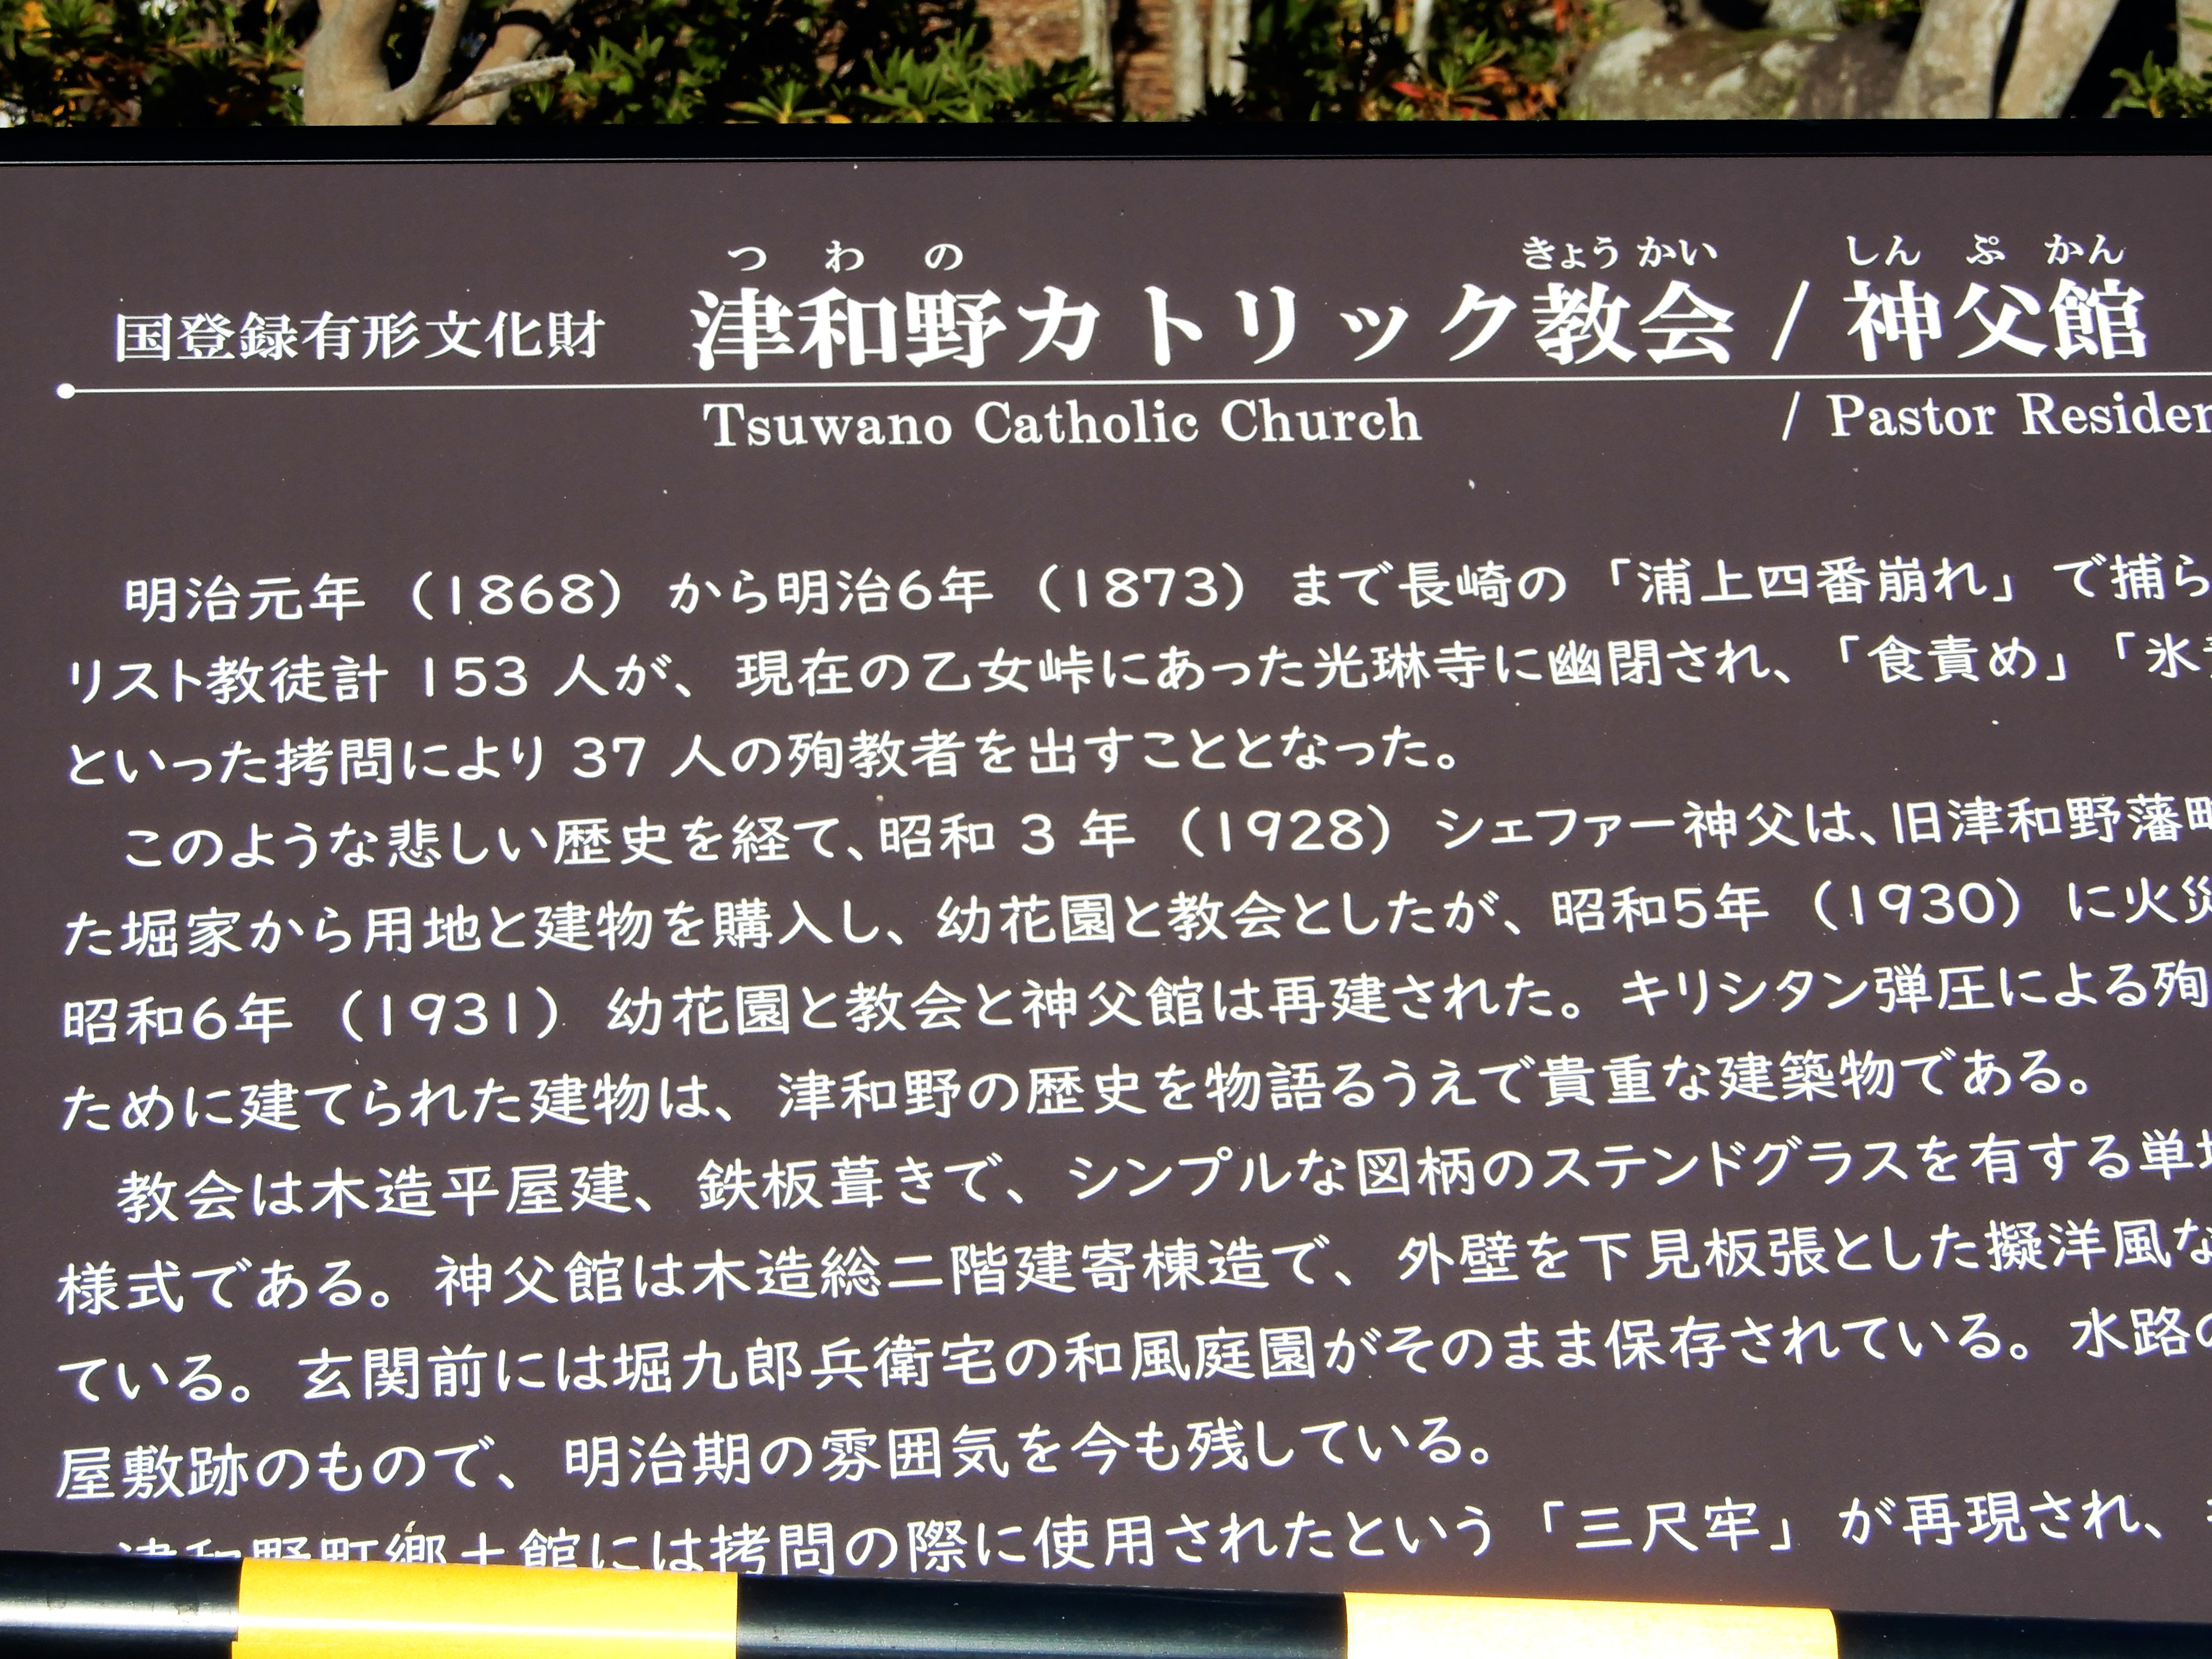 つわの きょうかい しんぷかん
国登録有形文化財 津和野カトリック教会 / 神父館
Tsuwano Catholic Church / Pastor
明治元年（1868）から明治6年（1873）まで長崎の「浦上四番崩れ」で捕ら
リスト教徒計 153 人が、現在の乙女峠にあった光琳寺に幽閉され、「食責め」「氷
といった拷問により 37 人の殉教者を出すこととなった。
このような悲しい歴史を経て、昭和 3 年（1928）シェファー神父は、旧津和野藩
た堀家から用地と建物を購入し、幼花園と教会としたが、昭和5年（1930）に火災
昭和6年（1931）幼花園と教会と神父館は再建された。キリシタン弾圧による殉
ために建てられた建物は、津和野の歴史を物語るうえで貴重な建築物である。
教会は木造平屋建、鉄板葺きで、シンプルな図柄のステンドグラスを有する単
様式である。神父館は木造総二階建寄棟造で、外壁を下見板張とした擬洋風な
ている。玄関前には堀九郎兵衛宅の和風庭園がそのまま保存されている。水路の
屋敷跡のもので、明治期の雰囲気を今も残している。
津和野町郷土館には拷問の際に使用されたという「三尺牢」が再現され、